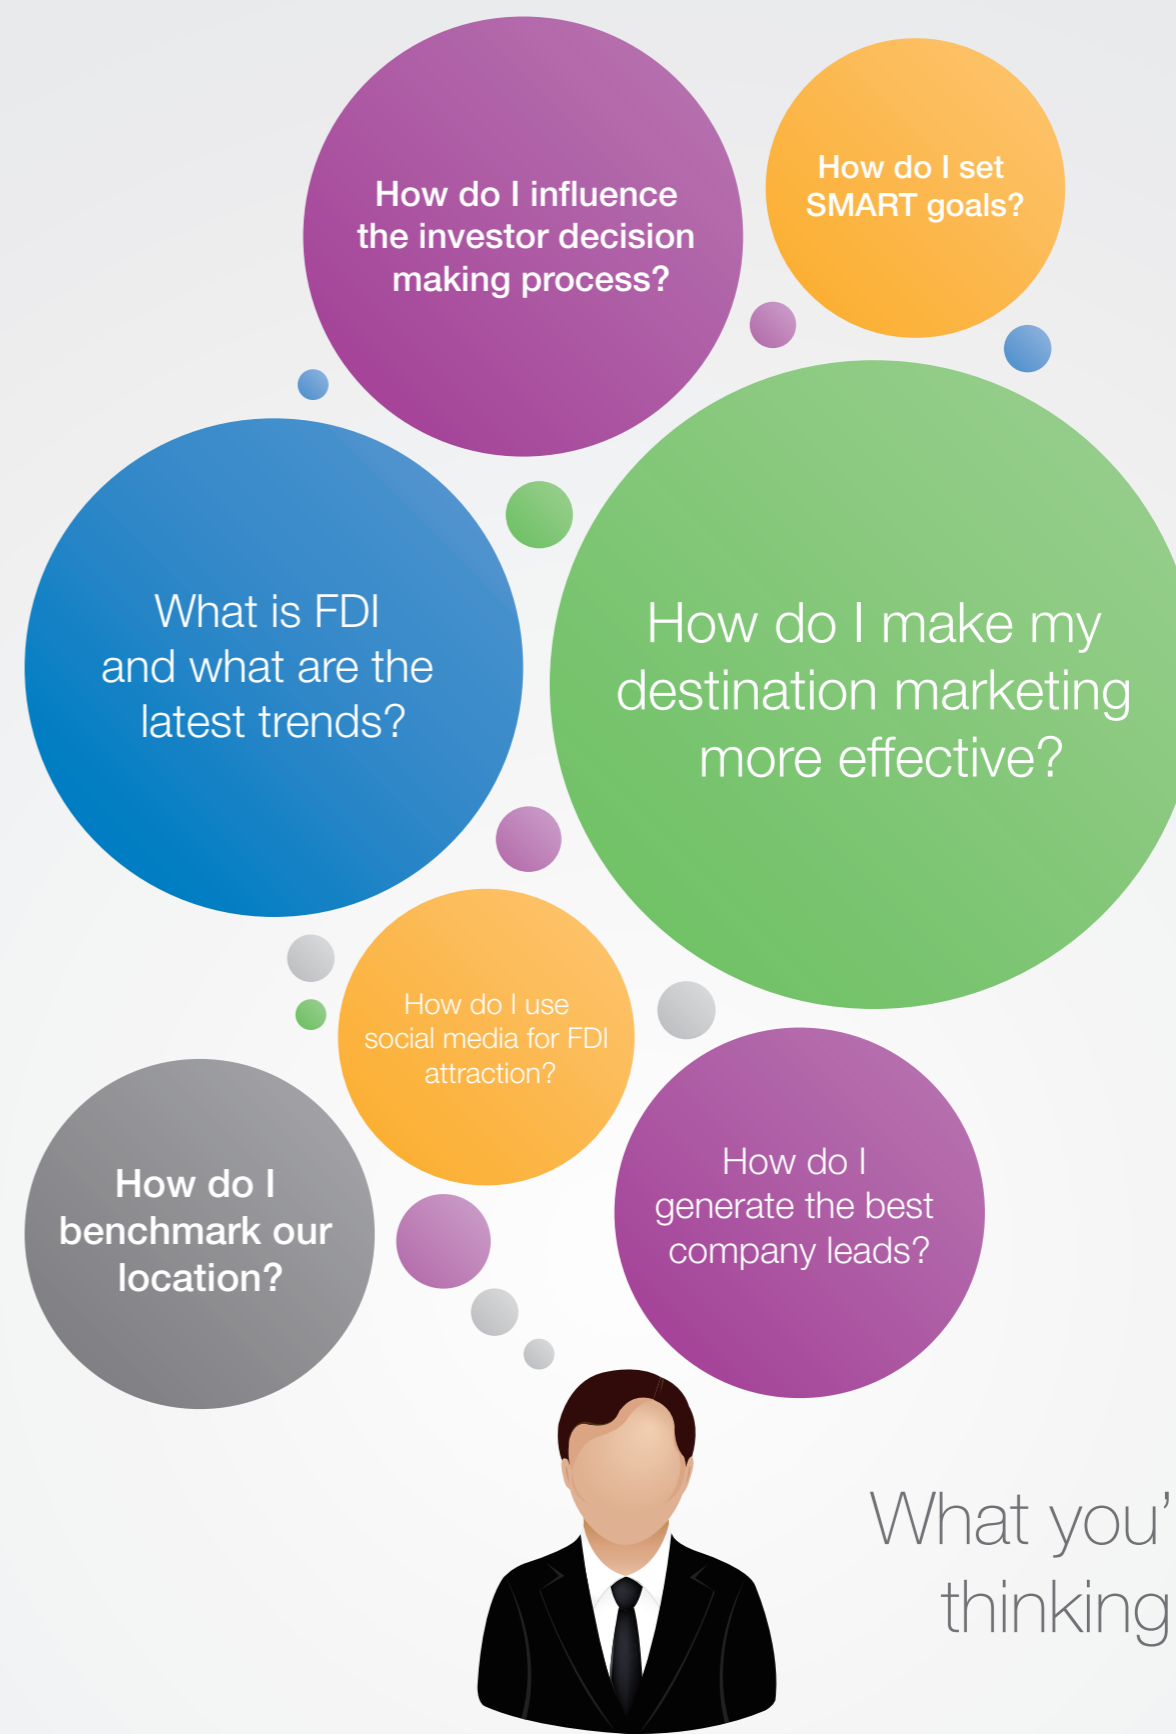 How do I influence
the investor decision
making process?
How do I set
SMART goals?
What is FDI
and what are the
latest trends?
How do I make my
destination marketing
more effective?
How do I use
social media for FDI
attraction?
How do I
benchmark our
location?
How do I
generate the best
company leads?
What you'
thinking